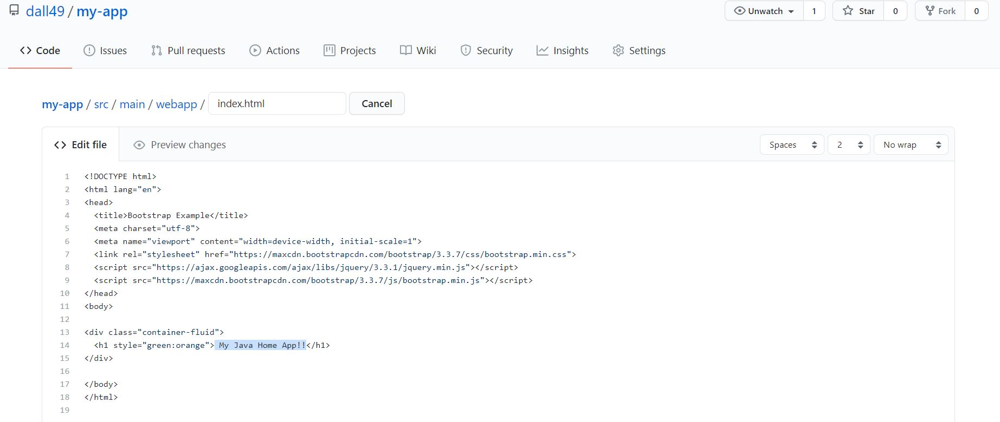 dall49 / my-app
Unwatch 1 Star 0 Fork 0
Code Issues Pull requests Actions Projects Wiki Security Insights Settings
my-app / src / main / webapp / index.html Cancel
Edit file Preview changes Spaces 2 No wrap
1 <!DOCTYPE html>
2 <html lang="en">
3 <head>
4   <title>Bootstrap Example</title>
5   <meta charset="utf-8">
6   <meta name="viewport" content="width=device-width, initial-scale=1">
7   <link rel="stylesheet" href="https://maxcdn.bootstrapcdn.com/bootstrap/3.3.7/css/bootstrap.min.css">
8   <script src="https://ajax.googleapis.com/ajax/libs/jquery/3.3.1/jquery.min.js"></script>
9   <script src="https://maxcdn.bootstrapcdn.com/bootstrap/3.3.7/js/bootstrap.min.js"></script>
10 </head>
11 <body>
12
13 <div class="container-fluid">
14   <h1 style="green:orange"> My Java Home App!!</h1>
15 </div>
16
17 </body>
18 </html>
19